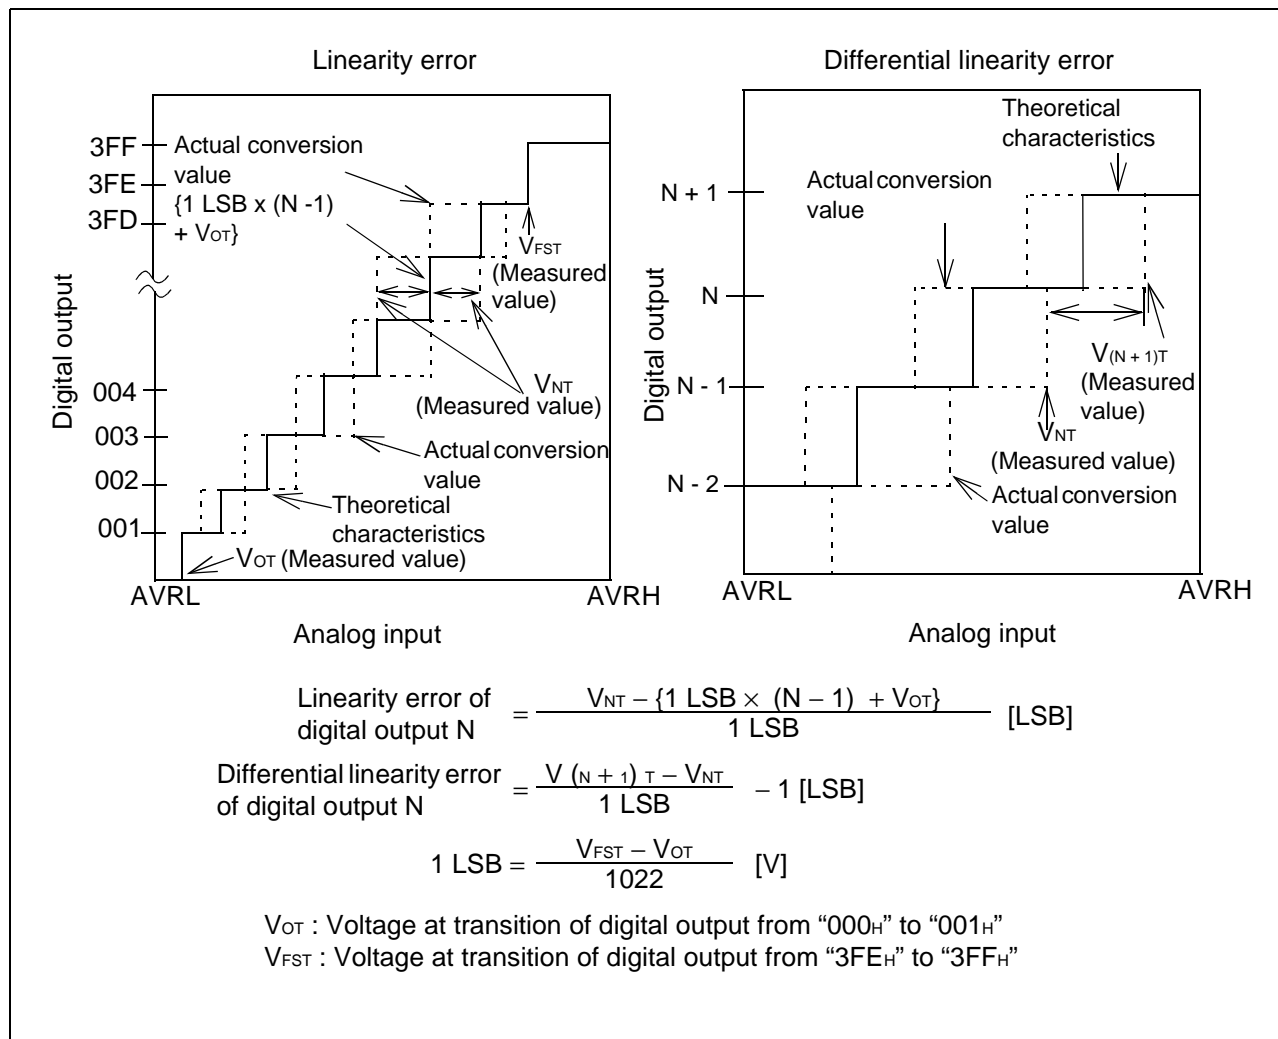 Linearity error
3FF
3FE
3FD
004
003
002
001
Digital output
Actual conversion
value
{1 LSB x (N -1)
+ VOT}
VFST
(Measured
value)
VNT
(Measured value)
Actual conversion
value
Theoretical
characteristics
VOT (Measured value)
AVRL
AVRH
Analog input
Differential linearity error
Theoretical
characteristics
Actual conversion
value
N + 1
N
N - 1
N - 2
Digital output
V(N + 1)T
(Measured
value)
VNT
(Measured value)
Actual conversion
value
AVRL
AVRH
Analog input
Linearity error of
digital output N
=
VNT – {1 LSB × (N – 1) + VOT}
1 LSB
[LSB]
Differential linearity error
of digital output N
=
V (N + 1) T – VNT
1 LSB
– 1 [LSB]
1 LSB =
VFST – VOT
1022
[V]
VOT : Voltage at transition of digital output from “000H” to “001H”
VFST : Voltage at transition of digital output from “3FEH” to “3FFH”